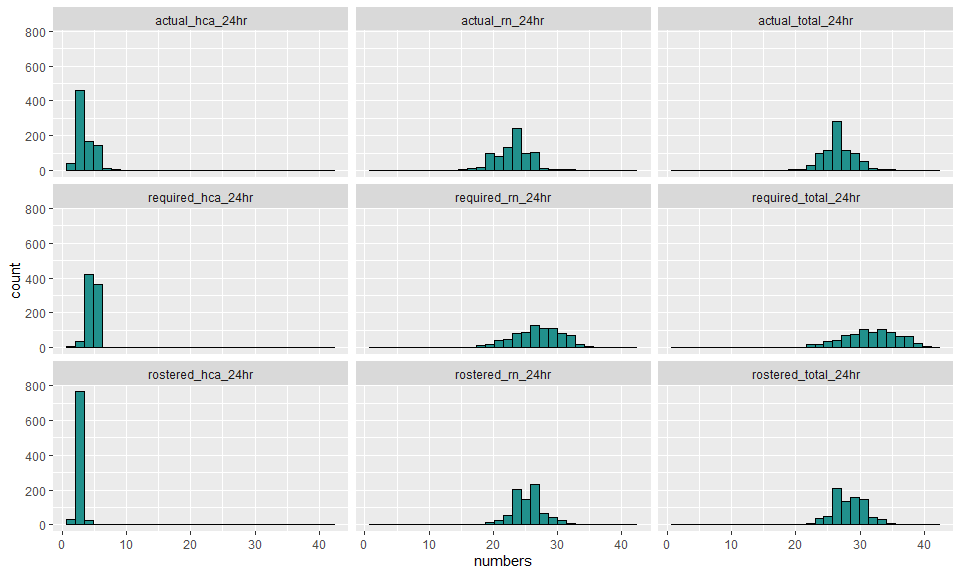 actual_hca_24hr actual_rn_24hr actual_total_24hr
800
600
400
200
0
required_hca_24hr required_rn_24hr required_total_24hr
800
600
400
200
0
count
rostered_hca_24hr rostered_rn_24hr rostered_total_24hr
800
600
400
200
0
0 10 20 30 40 0 10 20 30 40 0 10 20 30 40
numbers